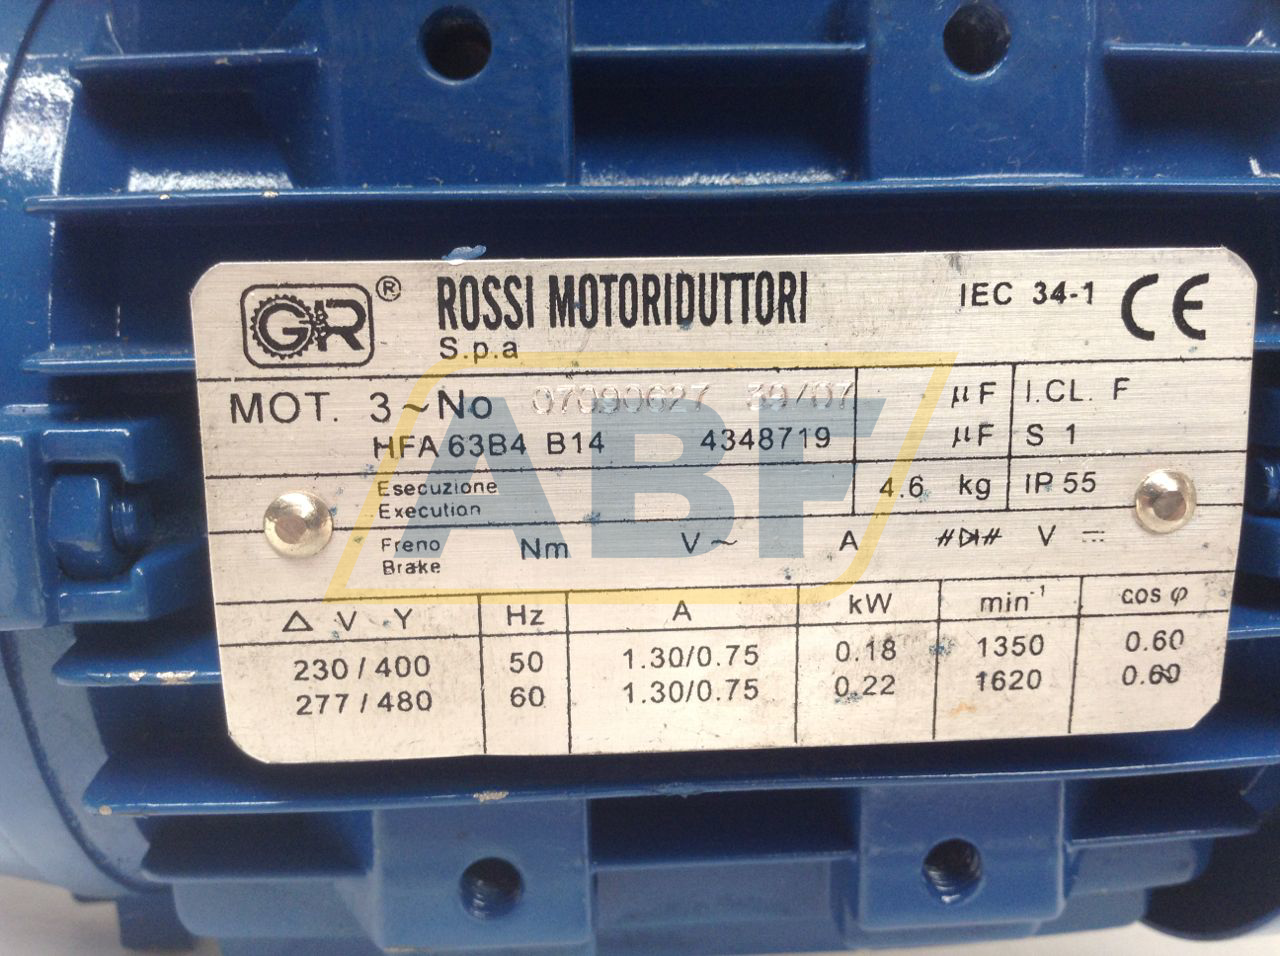 GR ® ROSSI MOTORIDUTTORI IEC 34-1 CE
S.p.a
MOT. 3~No 07090627 39/07 µF I.CL. F
HFA 63B4 B14 4348719 µF S 1
Esecuzione 4.6 kg IP 55
Execution
Freno Nm V~ A V
Brake
Δ V Y Hz A kW min⁻¹ cos φ
230/400 50 1.30/0.75 0.18 1350 0.60
277/480 60 1.30/0.75 0.22 1620 0.60
ABF